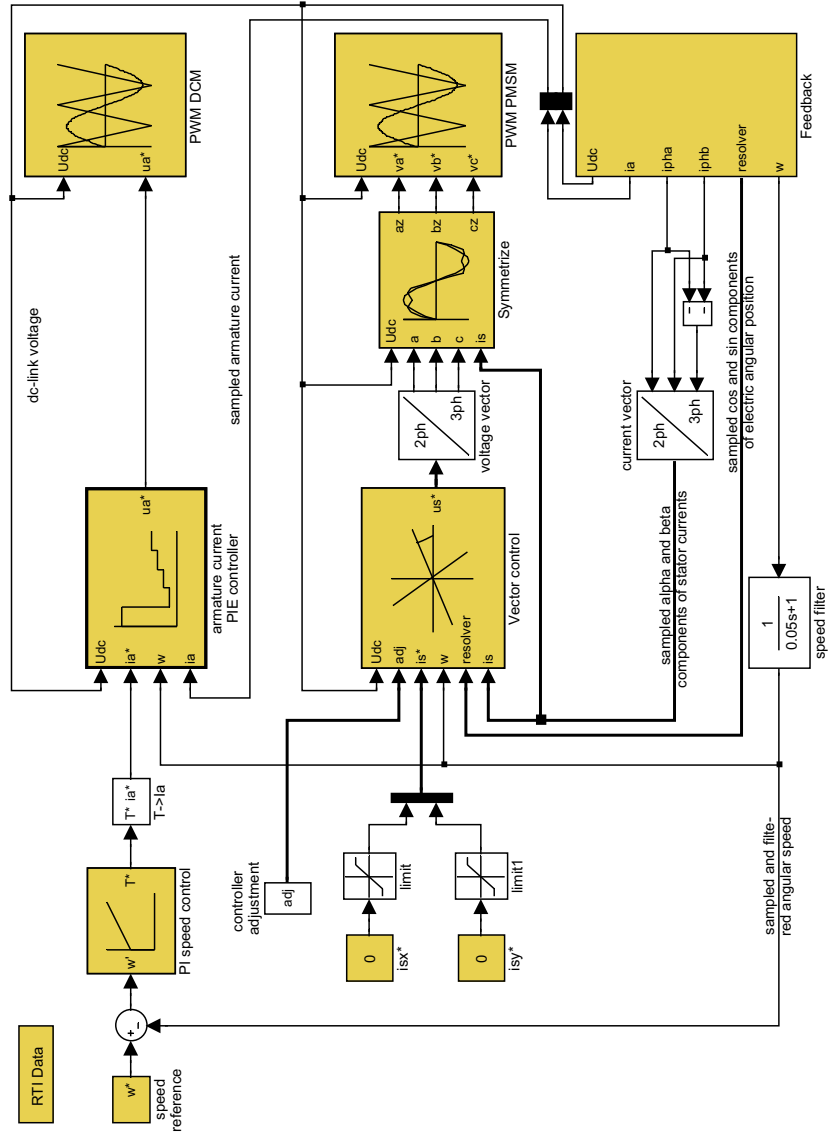 RTI Data
w*
speed
reference
+
−
w'
T*
PI speed control
T*
ia*
T->Ia
Udc
ia*
w
ia
ua*
armature current
PIE controller
dc-link voltage
Udc
ua*
PWM DCM
sampled armature current
controller
adjustment
adj
0
isx*
limit
0
isy*
limit1
Udc
adj
is*
w
resolver
is
us*
Vector control
2ph
3ph
voltage vector
Udc
a
b
c
is
az
bz
cz
Symmetrize
Udc
va*
vb*
vc*
PWM PMSM
sampled alpha and beta
components of stator currents
current vector
2ph
3ph
−
−
sampled cos and sin components
of electric angular position
Udc
ia
ipha
iphb
resolver
w
Feedback
sampled and filte-
red angular speed
1
0.05s+1
speed filter